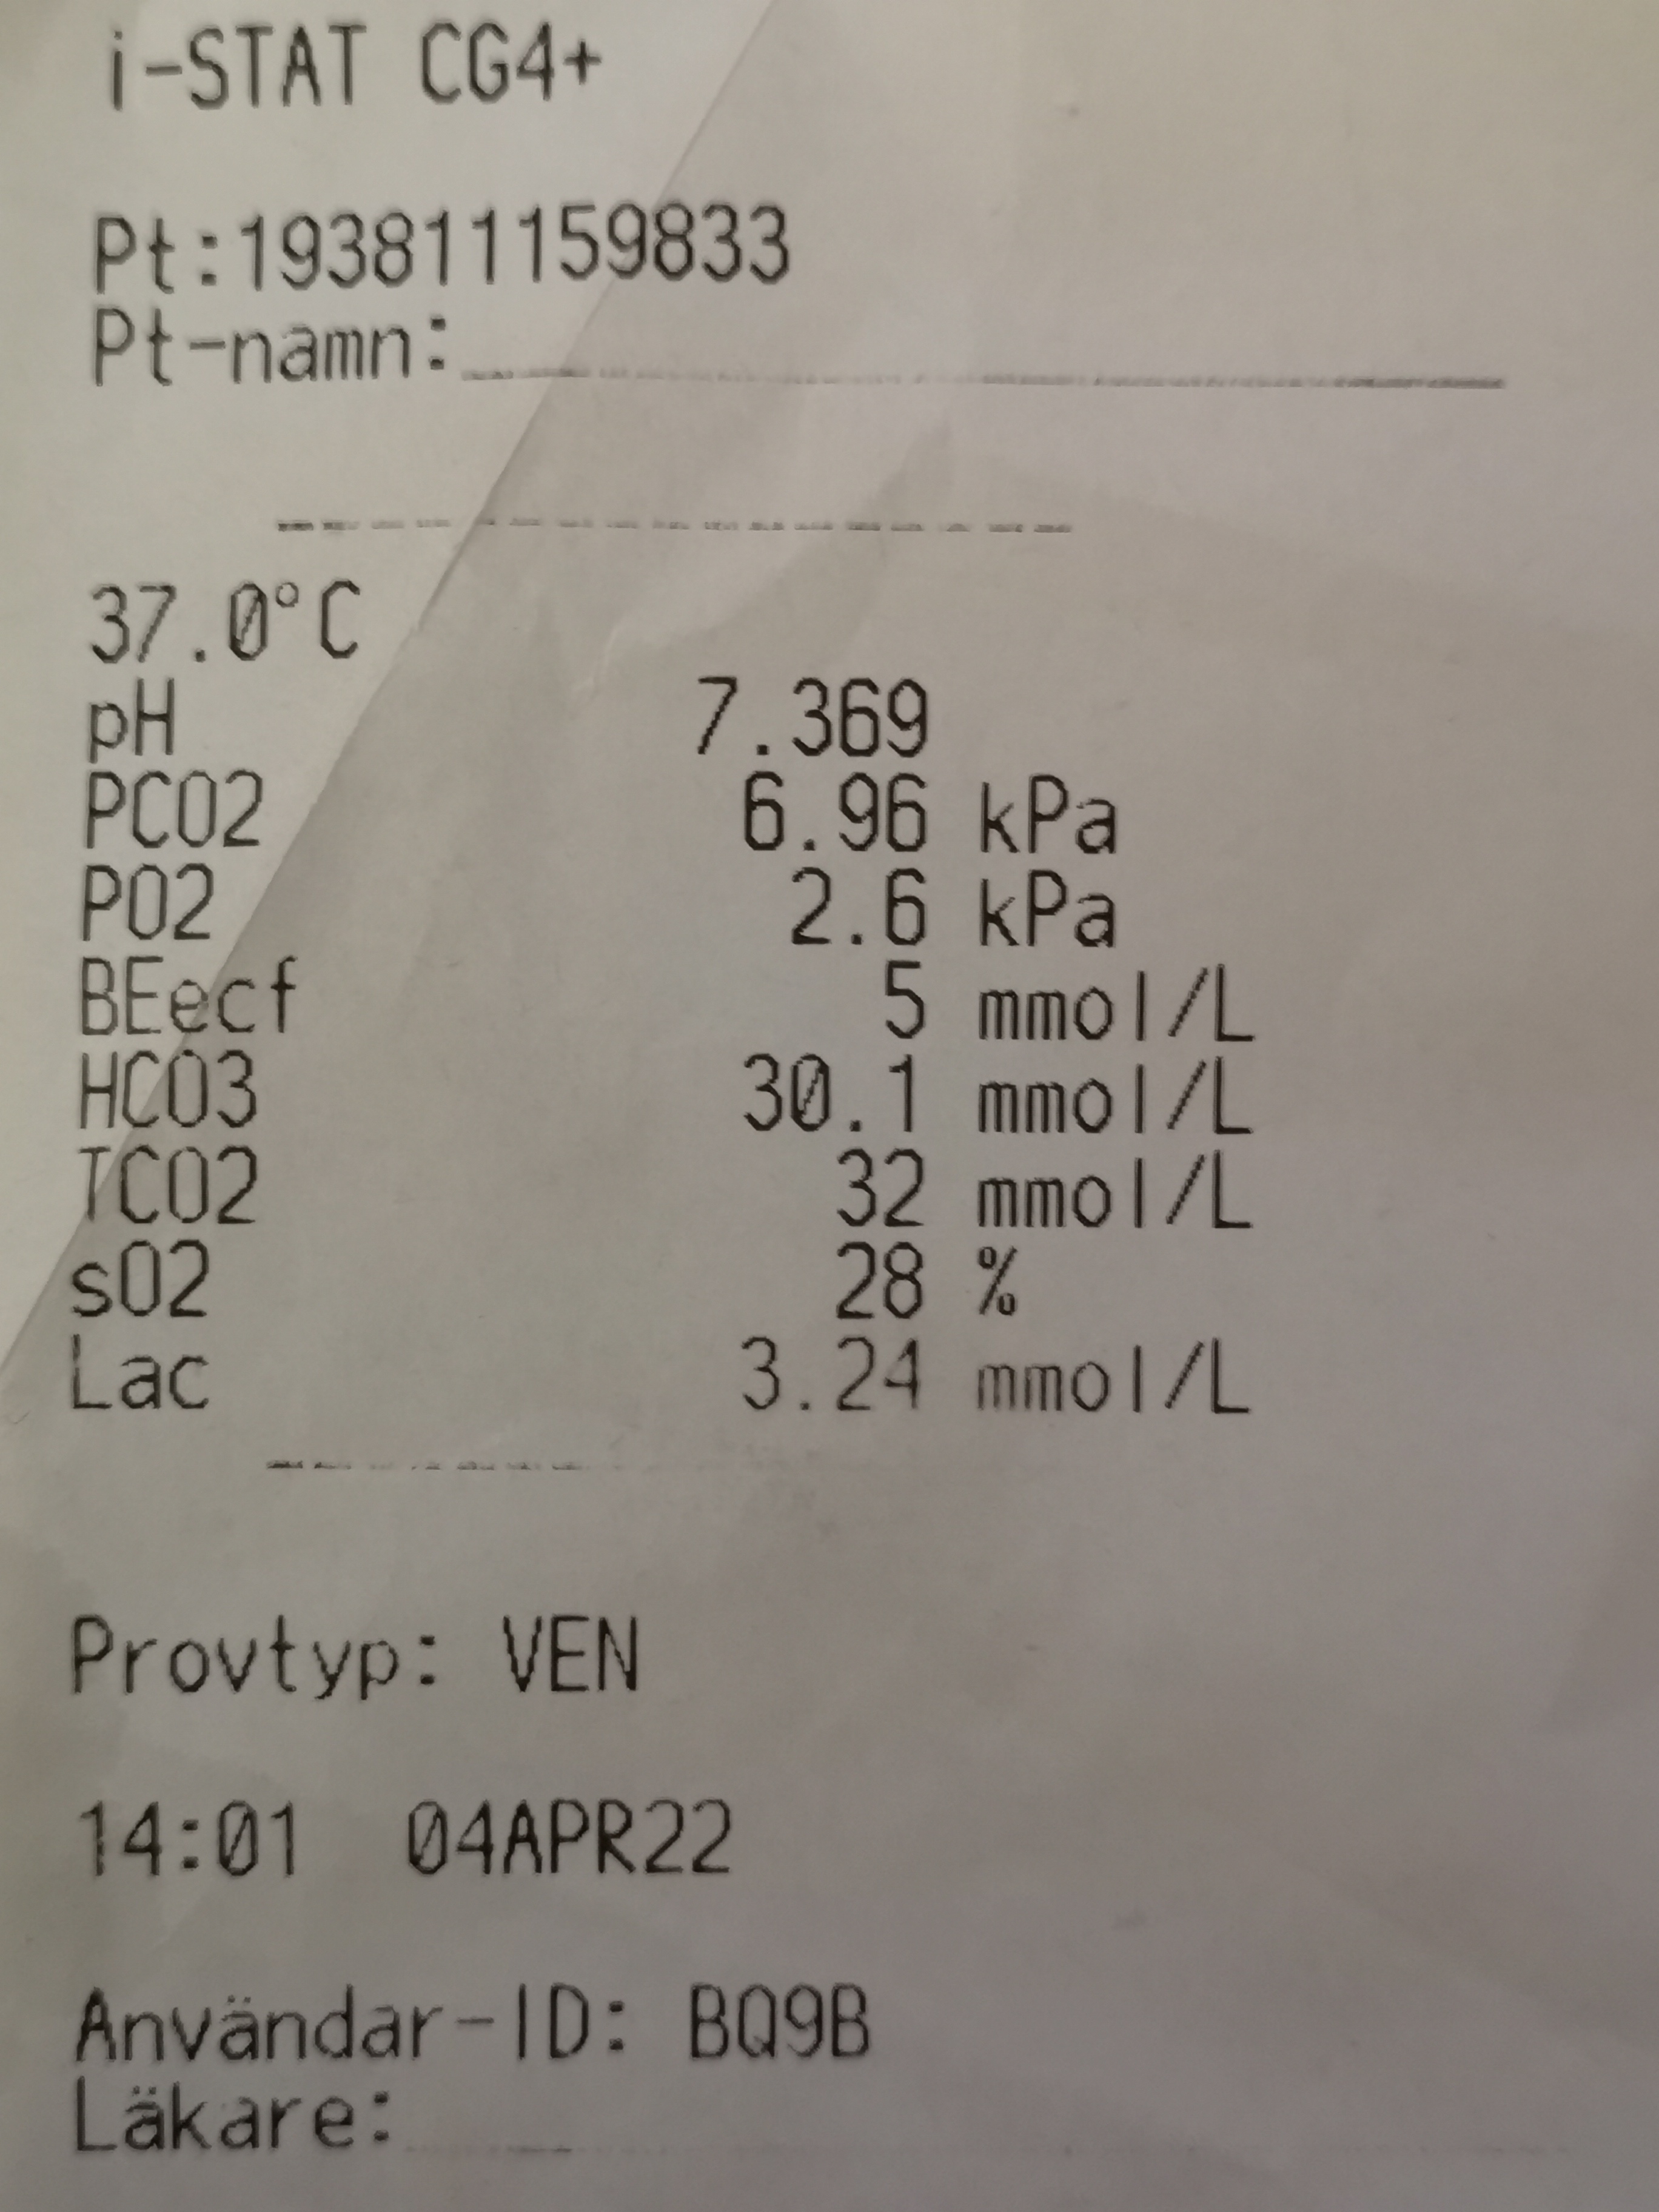 i-STAT CG4+
Pt:193811159833
Pt-namn:
37.0°C
pH 7.369
PCO2 6.96 kPa
PO2 2.6 kPa
BEecf 5 mmol/L
HCO3 30.1 mmol/L
TCO2 32 mmol/L
sO2 28 %
Lac 3.24 mmol/L
Provtyp: VEN
14:01 04APR22
Användar-ID: BQ9B
Läkare: